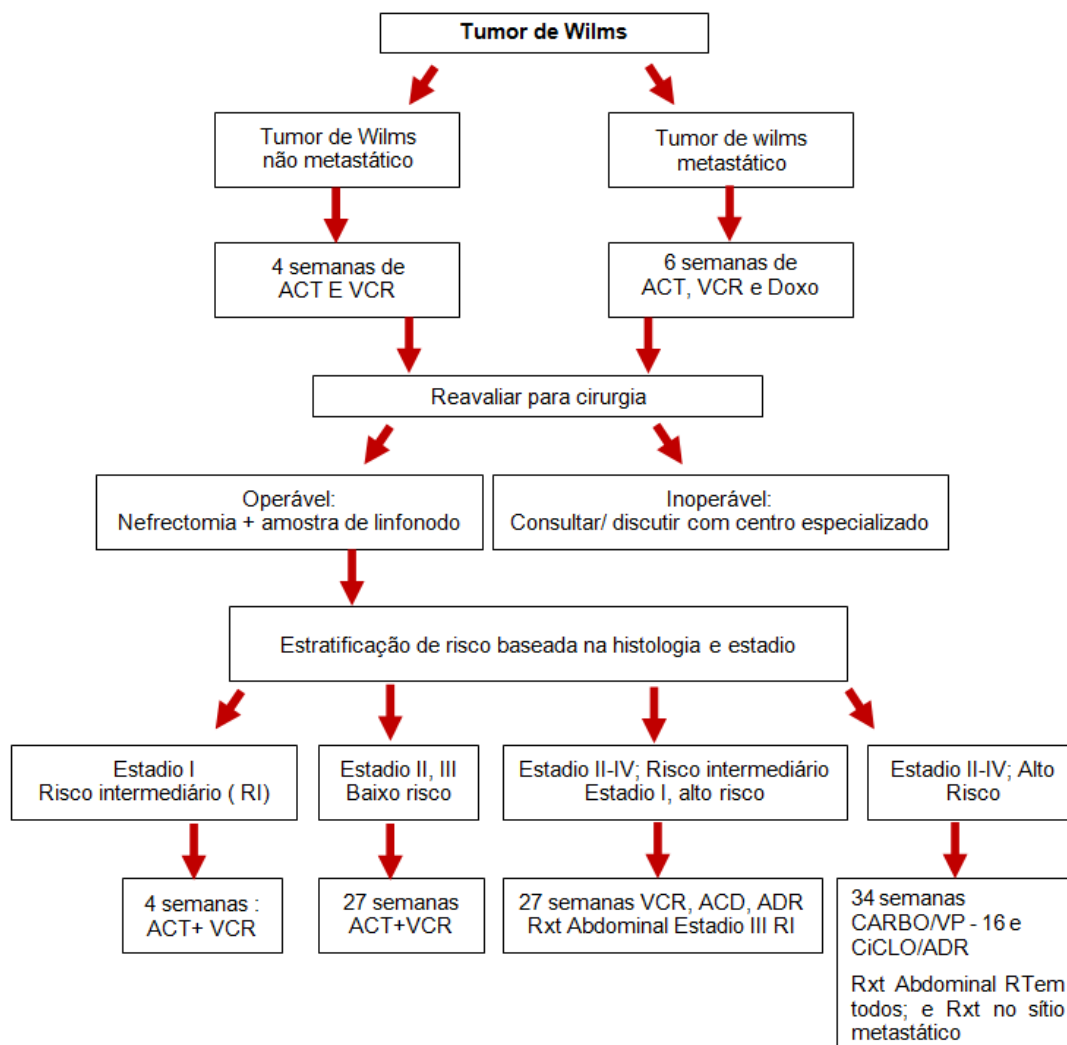 Tumor de Wilms
Tumor de Wilms
não metastático
Tumor de wilms
metastático
4 semanas de
ACT E VCR
6 semanas de
ACT, VCR e Doxo
Reavaliar para cirurgia
Operável:
Nefrectomia + amostra de linfonodo
Inoperável:
Consultar/ discutir com centro especializado
Estratificação de risco baseada na histologia e estadio
Estadio I
Risco intermediário ( RI)
Estadio II, III
Baixo risco
Estadio II-IV; Risco intermediário
Estadio I, alto risco
Estadio II-IV; Alto
Risco
4 semanas :
ACT+ VCR
27 semanas
ACT+VCR
27 semanas VCR, ACD, ADR
Rxt Abdominal Estadio III RI
34 semanas
CARBO/VP - 16 e
CiCLO/ADR
Rxt Abdominal RTem
todos; e Rxt no sítio
metastático